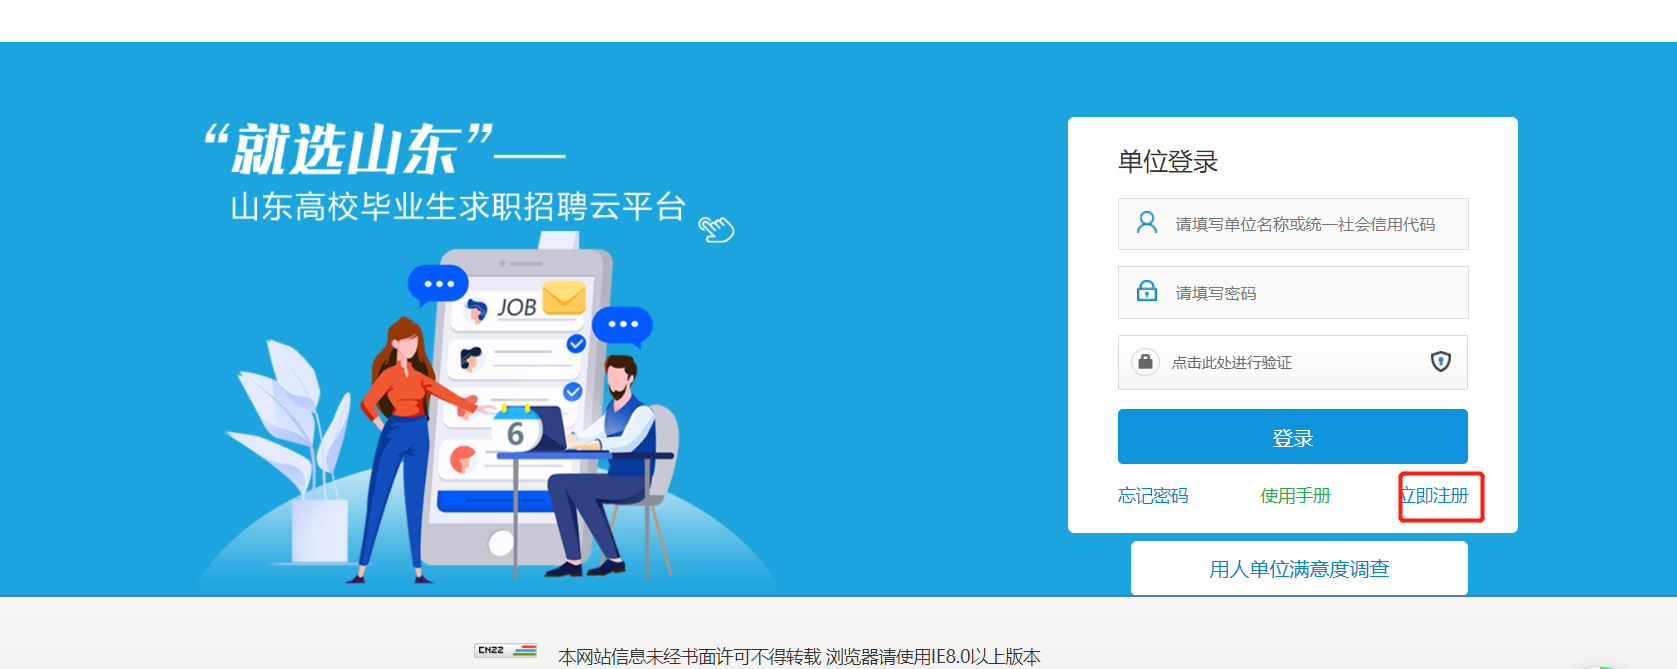 “就选山东”——
山东高校毕业生求职招聘云平台
JOB
6
单位登录
请填写单位名称或统一社会信用代码
请填写密码
点击此处进行验证
登录
忘记密码 使用手册 立即注册
用人单位满意度调查
CNZZ 本网站信息未经书面许可不得转载 浏览器请使用IE8.0以上版本